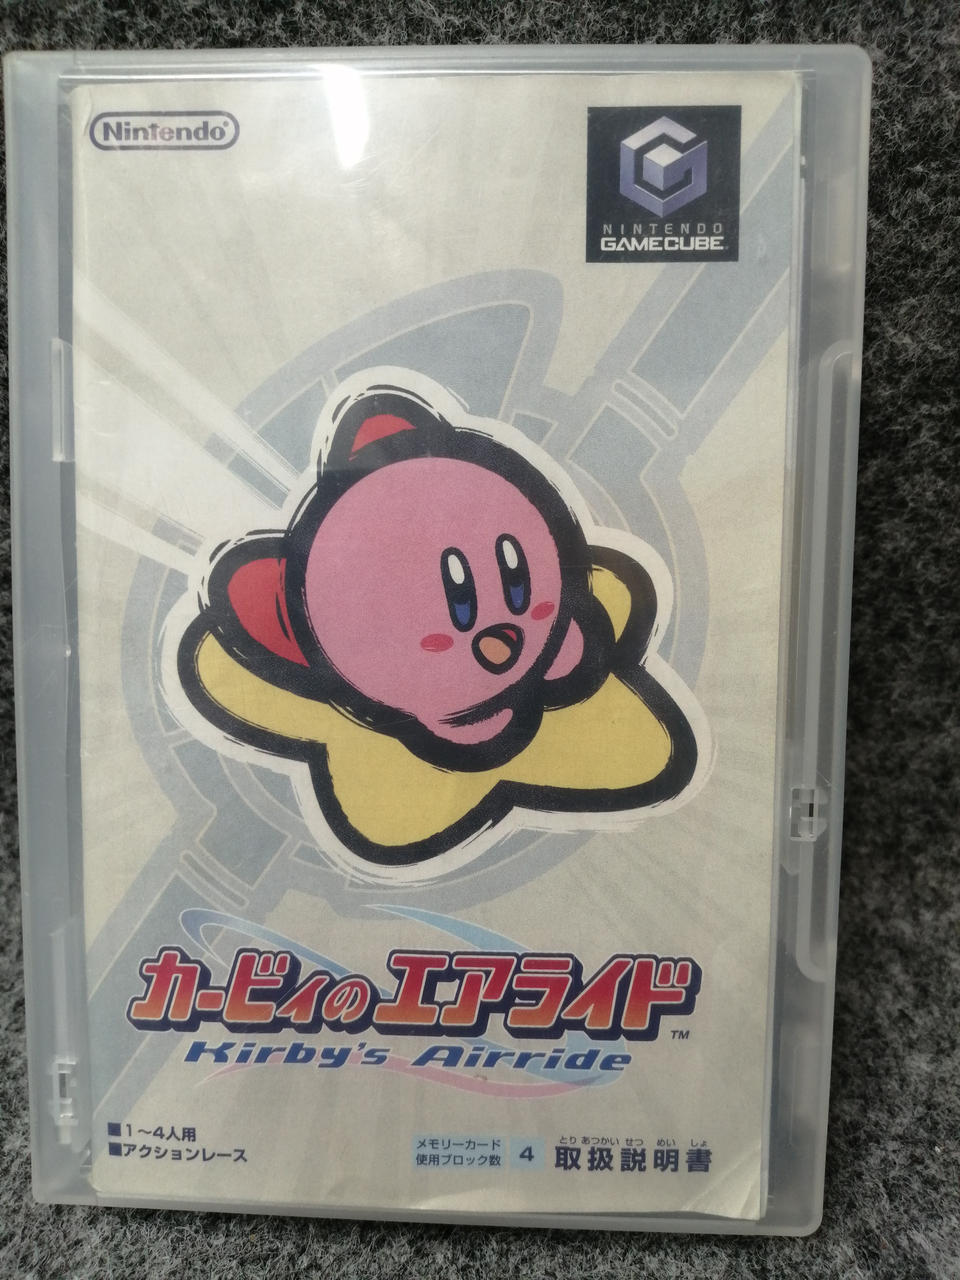 Nintendo®
NINTENDO
GAMECUBE
カービィのエアライド
TM
Kirby's Airride
■1～4人用
■アクションレース
メモリーカード
使用ブロック数
4
とりあつかいせつめいしょ
取扱説明書